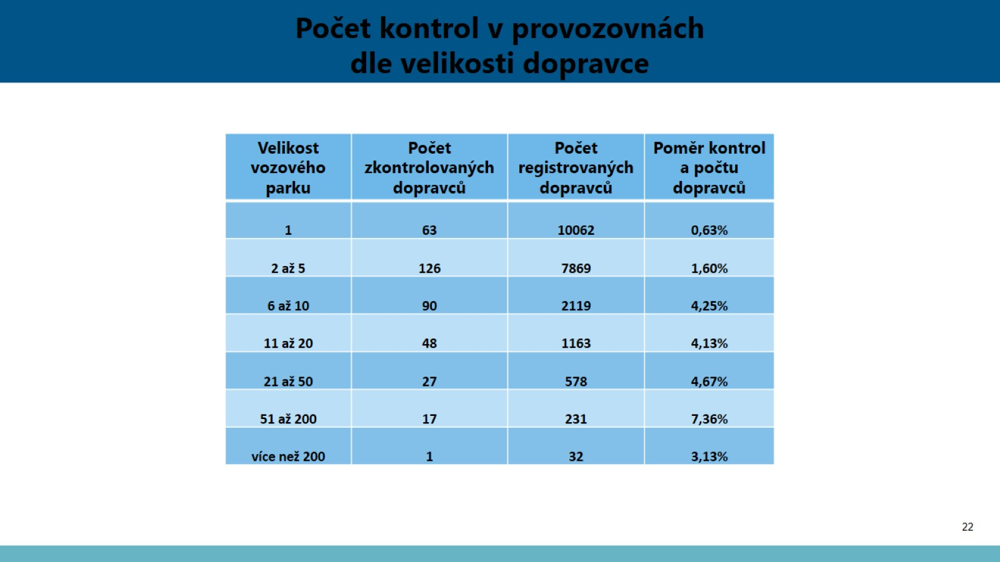 Počet kontrol v provozovnách
dle velikosti dopravce
Velikost
vozového
parku
Počet
zkontrolovaných
dopravců
Počet
registrovaných
dopravců
Poměr kontrol
a počtu
dopravců
1 63 10062 0,63%
2 až 5 126 7869 1,60%
6 až 10 90 2119 4,25%
11 až 20 48 1163 4,13%
21 až 50 27 578 4,67%
51 až 200 17 231 7,36%
více než 200 1 32 3,13%
22